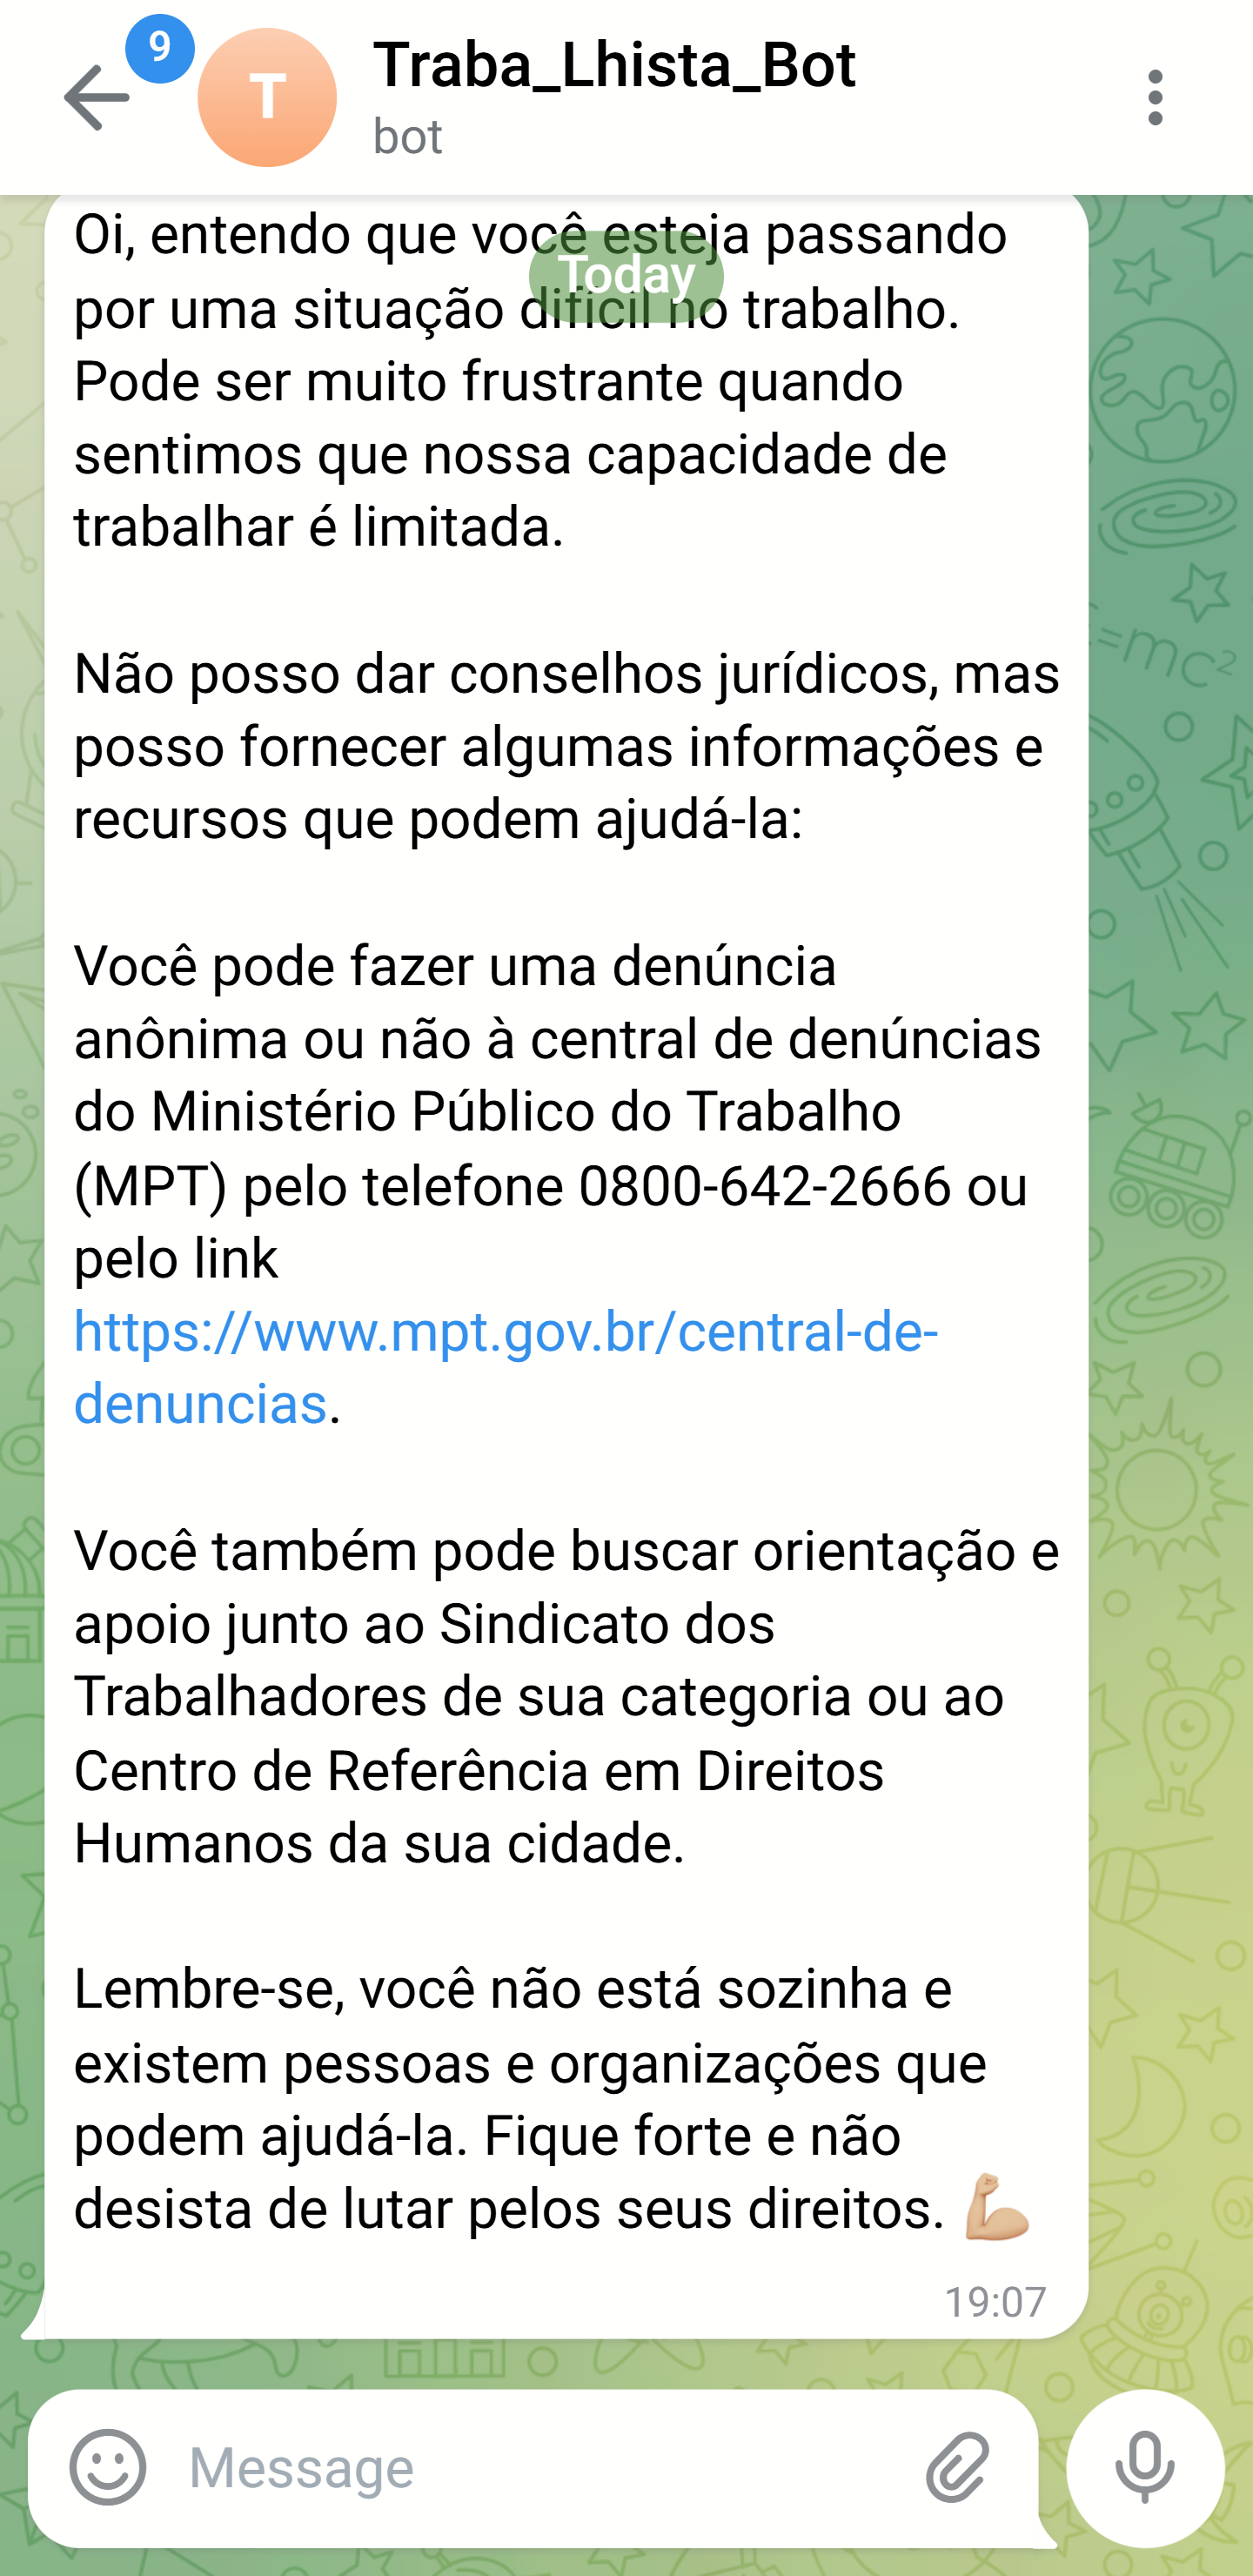 9
T
Traba_Lhista_Bot
bot
Oi, entendo que você esteja passando
Today
por uma situação difícil no trabalho.
Pode ser muito frustrante quando
sentimos que nossa capacidade de
trabalhar é limitada.
Não posso dar conselhos jurídicos, mas
posso fornecer algumas informações e
recursos que podem ajudá-la:
Você pode fazer uma denúncia
anônima ou não à central de denúncias
do Ministério Público do Trabalho
(MPT) pelo telefone 0800-642-2666 ou
pelo link
https://www.mpt.gov.br/central-de-
denuncias.
Você também pode buscar orientação e
apoio junto ao Sindicato dos
Trabalhadores de sua categoria ou ao
Centro de Referência em Direitos
Humanos da sua cidade.
Lembre-se, você não está sozinha e
existem pessoas e organizações que
podem ajudá-la. Fique forte e não
desista de lutar pelos seus direitos. 💪🏼
19:07
=mc²
Message